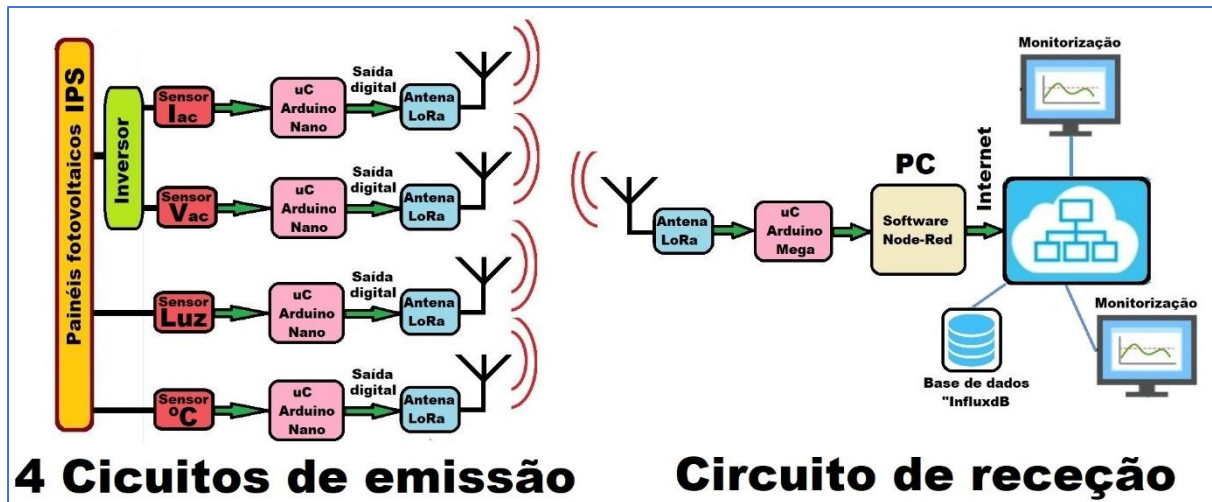 Painéis fotovoltaicos IPS
Inversor
Sensor
Iac
uC
Arduino
Nano
Saída
digital
Antena
LoRa
Sensor
Vac
uC
Arduino
Nano
Saída
digital
Antena
LoRa
Sensor
Luz
uC
Arduino
Nano
Saída
digital
Antena
LoRa
Sensor
ºC
uC
Arduino
Nano
Saída
digital
Antena
LoRa
4 Cicuitos de emissão
Antena
LoRa
uC
Arduino
Mega
PC
Software
Node-Red
Internet
Monitorização
Monitorização
Base de dados
"InfluxdB
Circuito de receção